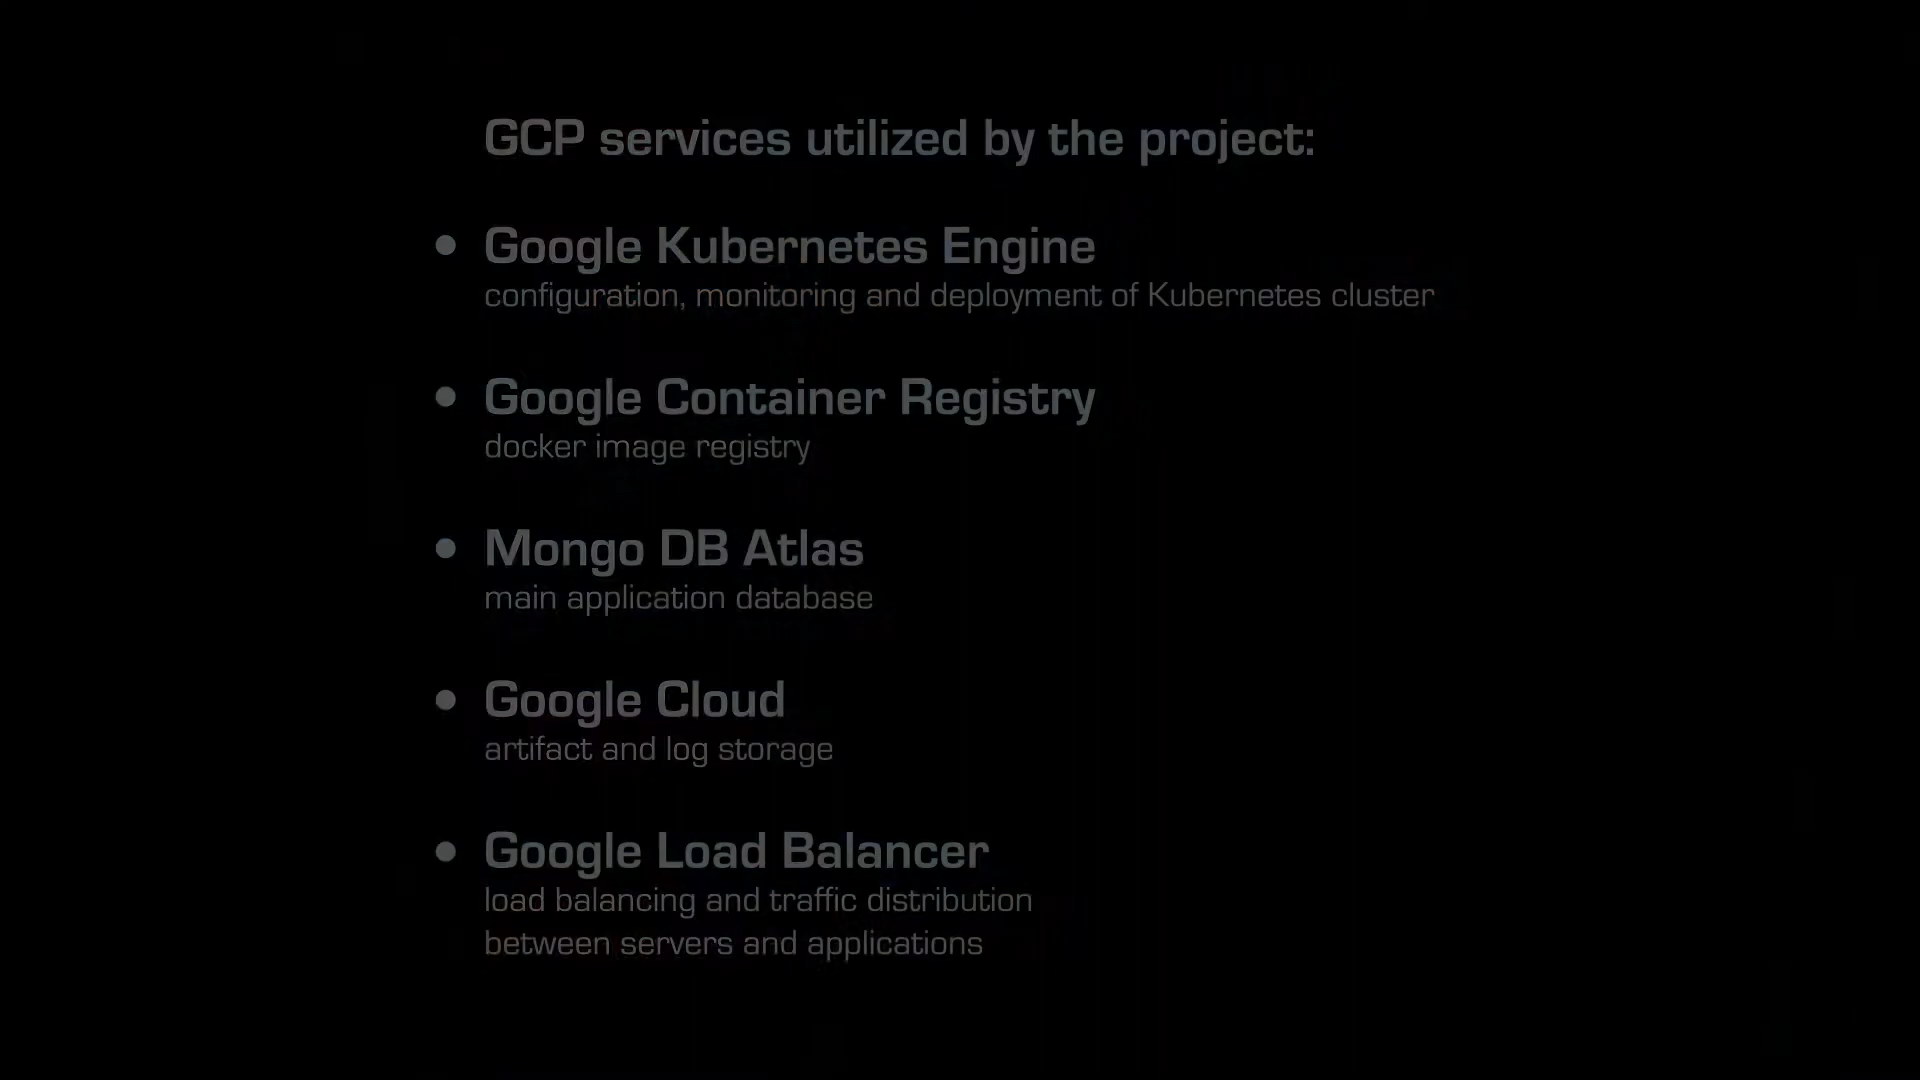 GCP services utilized by the project:
• Google Kubernetes Engine
configuration, monitoring and deployment of Kubernetes cluster
• Google Container Registry
docker image registry
• Mongo DB Atlas
main application database
• Google Cloud
artifact and log storage
• Google Load Balancer
load balancing and traffic distribution
between servers and applications